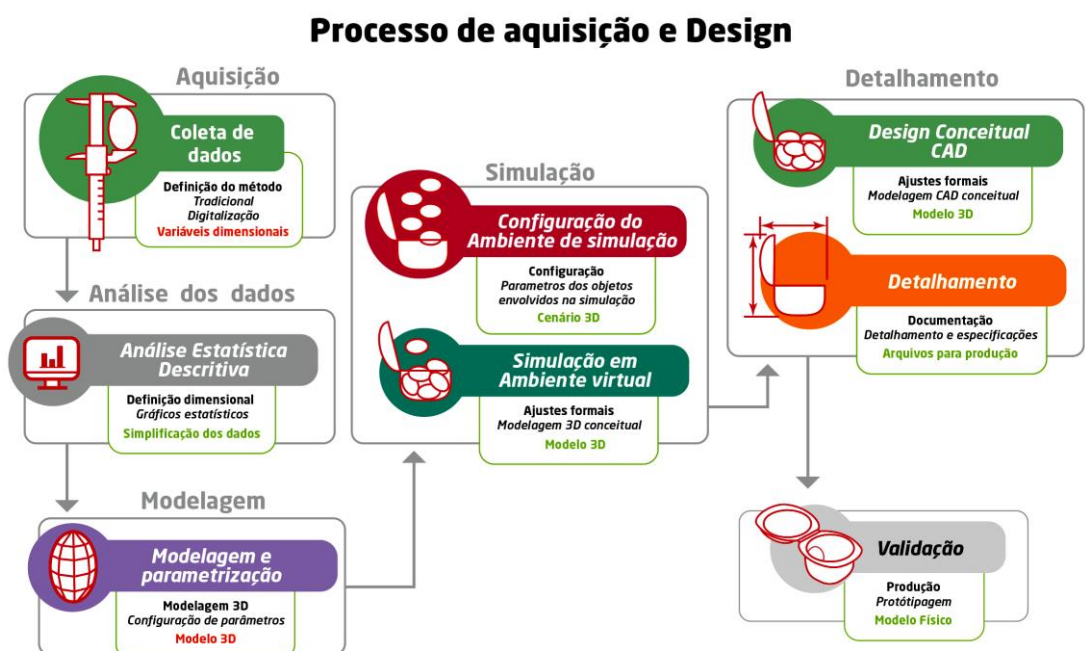 Processo de aquisição e Design
Aquisição
Coleta de
dados
Definição do método
Tradicional
Digitalização
Variáveis dimensionais
Análise dos dados
Análise Estatística
Descritiva
Definição dimensional
Gráficos estatísticos
Simplificação dos dados
Modelagem
Modelagem e
parametrização
Modelagem 3D
Configuração de parâmetros
Modelo 3D
Simulação
Configuração do
Ambiente de simulação
Configuração
Parametros dos objetos
envolvidos na simulação
Cenário 3D
Simulação em
Ambiente virtual
Ajustes formais
Modelagem 3D conceitual
Modelo 3D
Detalhamento
Design Conceitual
CAD
Ajustes formais
Modelagem CAD conceitual
Modelo 3D
Detalhamento
Documentação
Detalhamento e especificações
Arquivos para produção
Validação
Produção
Protótipagem
Modelo Físico